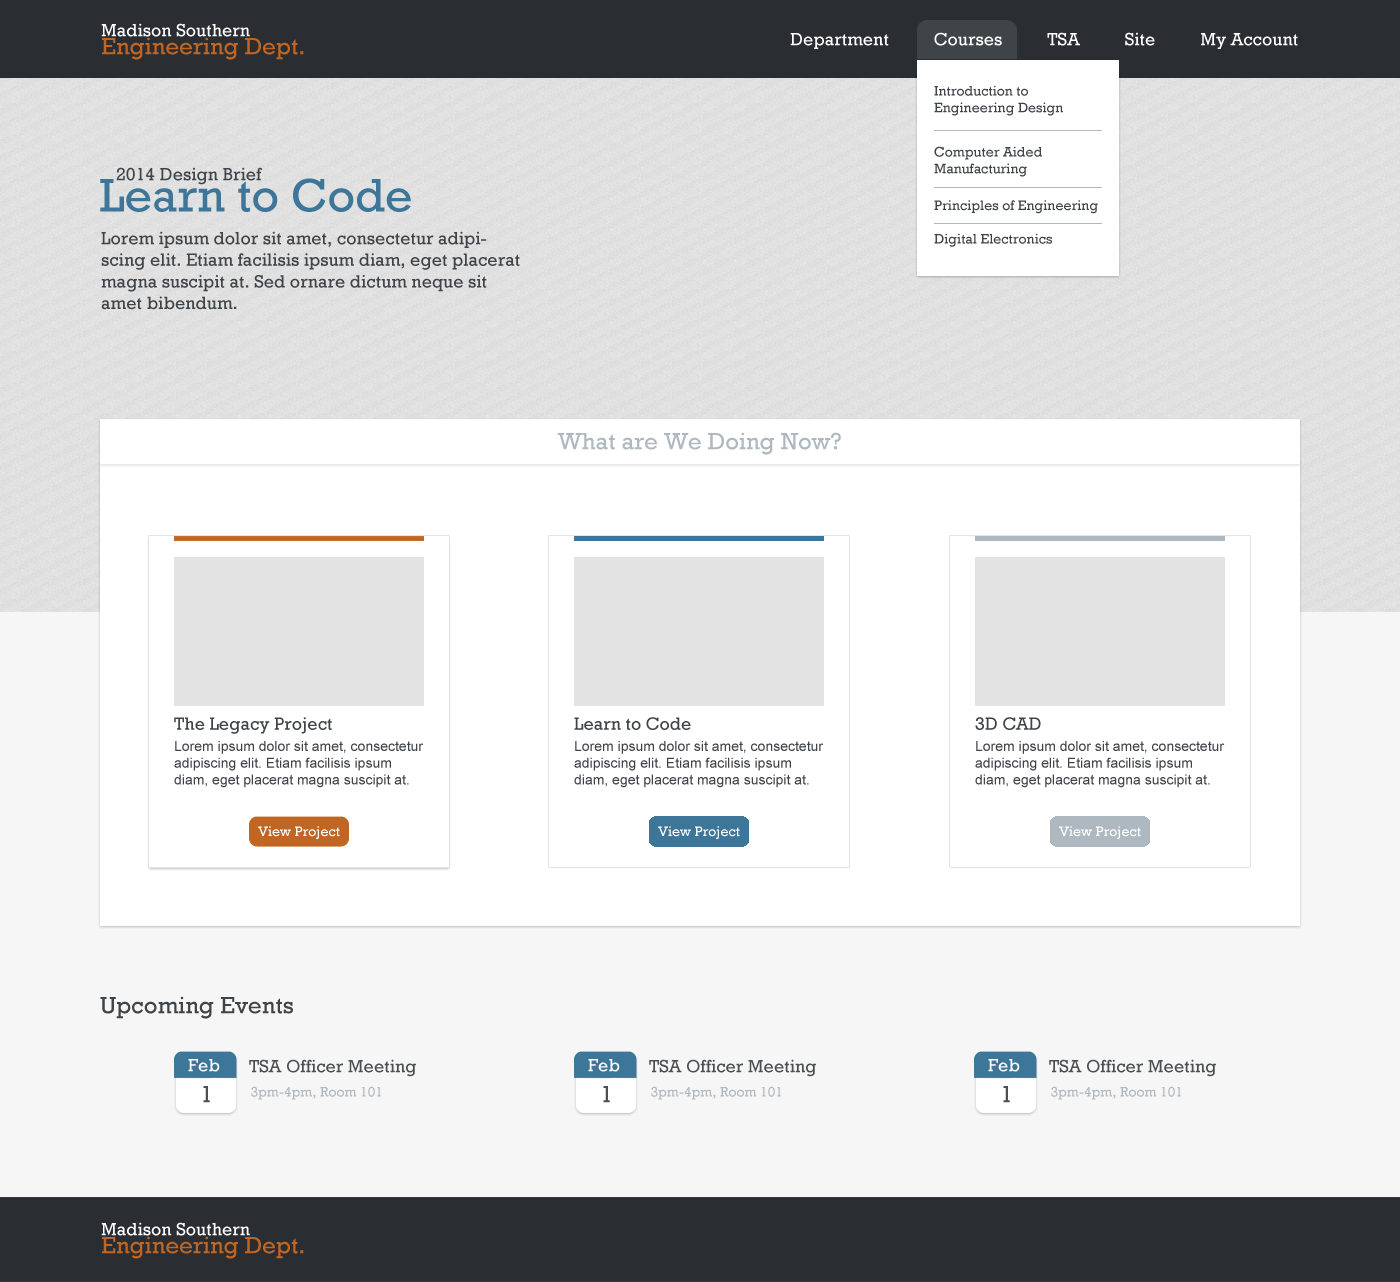 Madison Southern
Engineering Dept.
Department
Courses
TSA
Site
My Account
Introduction to
Engineering Design
Computer Aided
Manufacturing
Principles of Engineering
Digital Electronics
2014 Design Brief
Learn to Code
Lorem ipsum dolor sit amet, consectetur adipi-
scing elit. Etiam facilisis ipsum diam, eget placerat
magna suscipit at. Sed ornare dictum neque sit
amet bibendum.
What are We Doing Now?
The Legacy Project
Lorem ipsum dolor sit amet, consectetur
adipiscing elit. Etiam facilisis ipsum
diam, eget placerat magna suscipit at.
View Project
Learn to Code
Lorem ipsum dolor sit amet, consectetur
adipiscing elit. Etiam facilisis ipsum
diam, eget placerat magna suscipit at.
View Project
3D CAD
Lorem ipsum dolor sit amet, consectetur
adipiscing elit. Etiam facilisis ipsum
diam, eget placerat magna suscipit at.
View Project
Upcoming Events
Feb
1
TSA Officer Meeting
3pm-4pm, Room 101
Feb
1
TSA Officer Meeting
3pm-4pm, Room 101
Feb
1
TSA Officer Meeting
3pm-4pm, Room 101
Madison Southern
Engineering Dept.